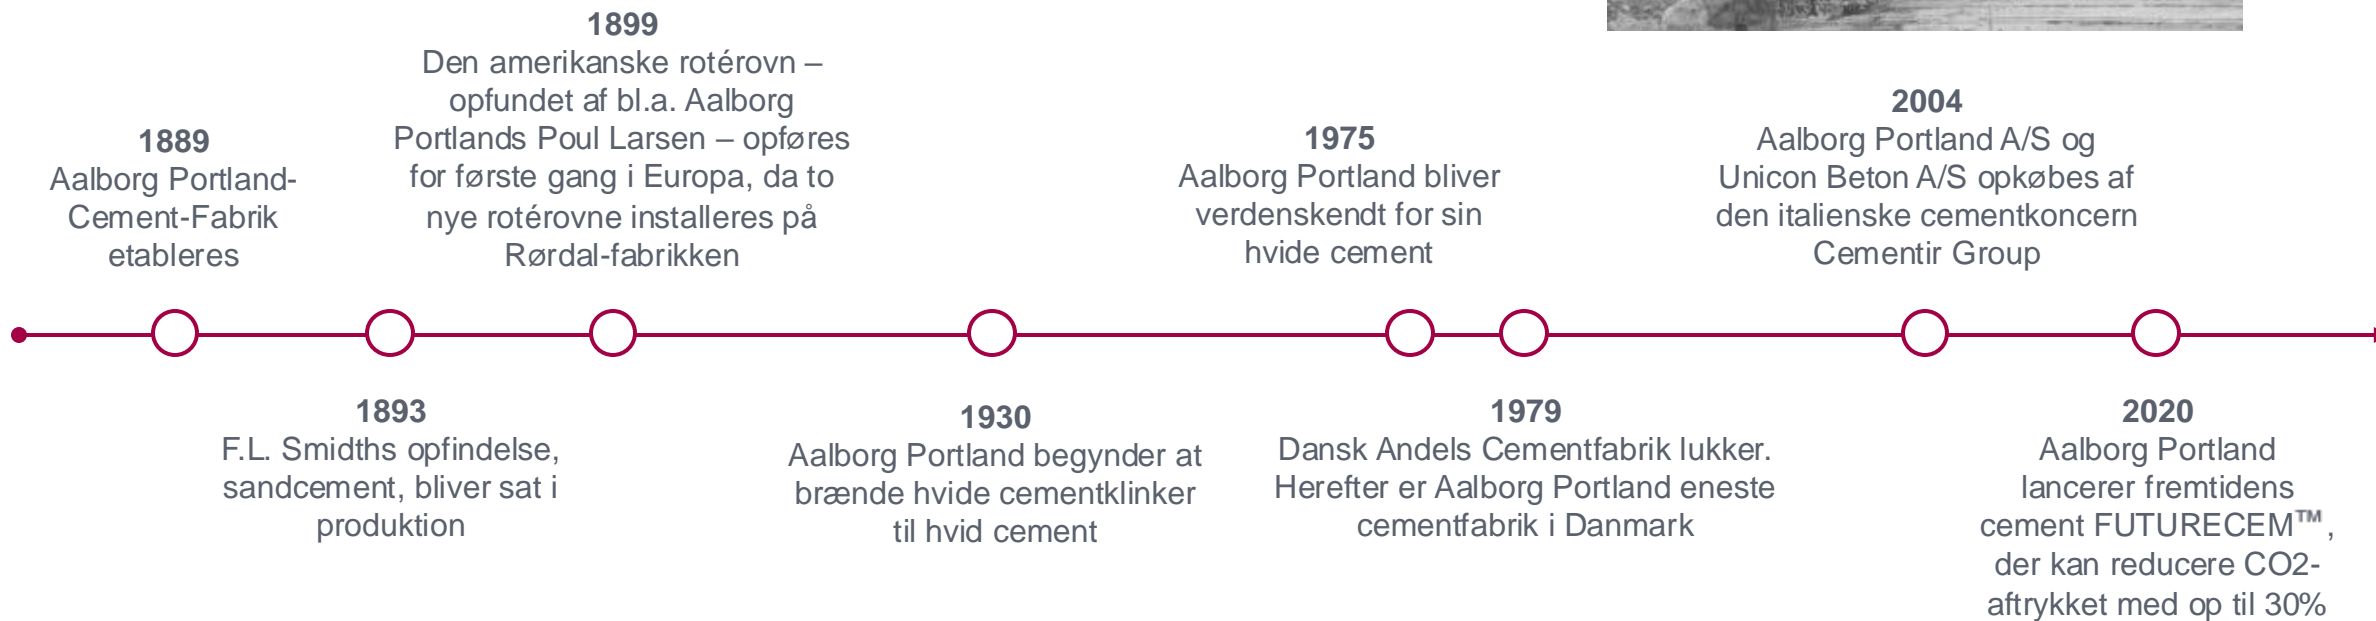 1889
Aalborg Portland-
Cement-Fabrik
etableres
1893
F.L. Smidths opfindelse,
sandcement, bliver sat i
produktion
1899
Den amerikanske rotérovn –
opfundet af bl.a. Aalborg
Portlands Poul Larsen – opføres
for første gang i Europa, da to
nye rotérovne installeres på
Rørdal-fabrikken
1930
Aalborg Portland begynder at
brænde hvide cementklinker
til hvid cement
1975
Aalborg Portland bliver
verdenskendt for sin
hvide cement
1979
Dansk Andels Cementfabrik lukker.
Herefter er Aalborg Portland eneste
cementfabrik i Danmark
2004
Aalborg Portland A/S og
Unicon Beton A/S opkøbes af
den italienske cementkoncern
Cementir Group
2020
Aalborg Portland
lancerer fremtidens
cement FUTURECEM™ ,
der kan reducere CO2-
aftrykket med op til 30%